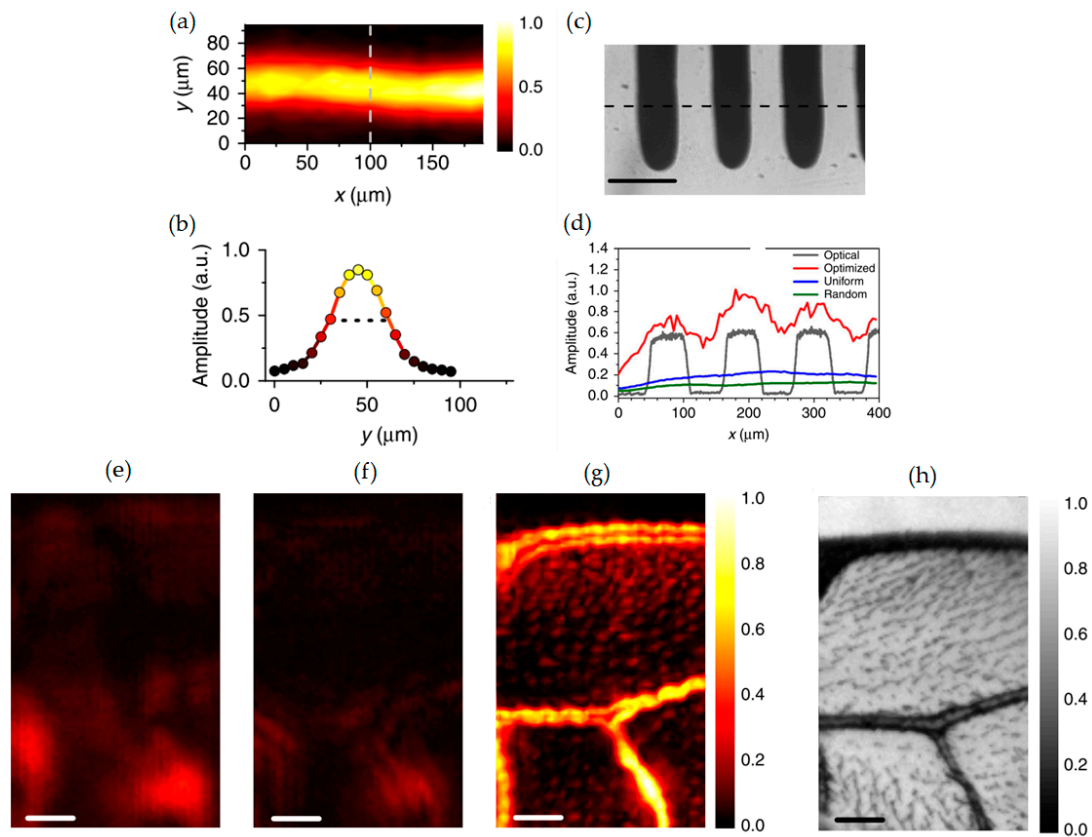 (a)
y (μm)
80
60
40
20
0
0
50
100
150
x (μm)
1.0
0.5
0.0
(c)
(b)
Amplitude (a.u.)
1.0
0.5
0.0
0
50
100
y (μm)
(d)
Amplitude (a.u.)
1.4
1.2
1.0
0.8
0.6
0.4
0.2
0.0
0
100
200
300
400
x (μm)
Optical
Optimized
Uniform
Random
(e)
(f)
(g)
1.0
0.8
0.6
0.4
0.2
0.0
(h)
1.0
0.8
0.6
0.4
0.2
0.0